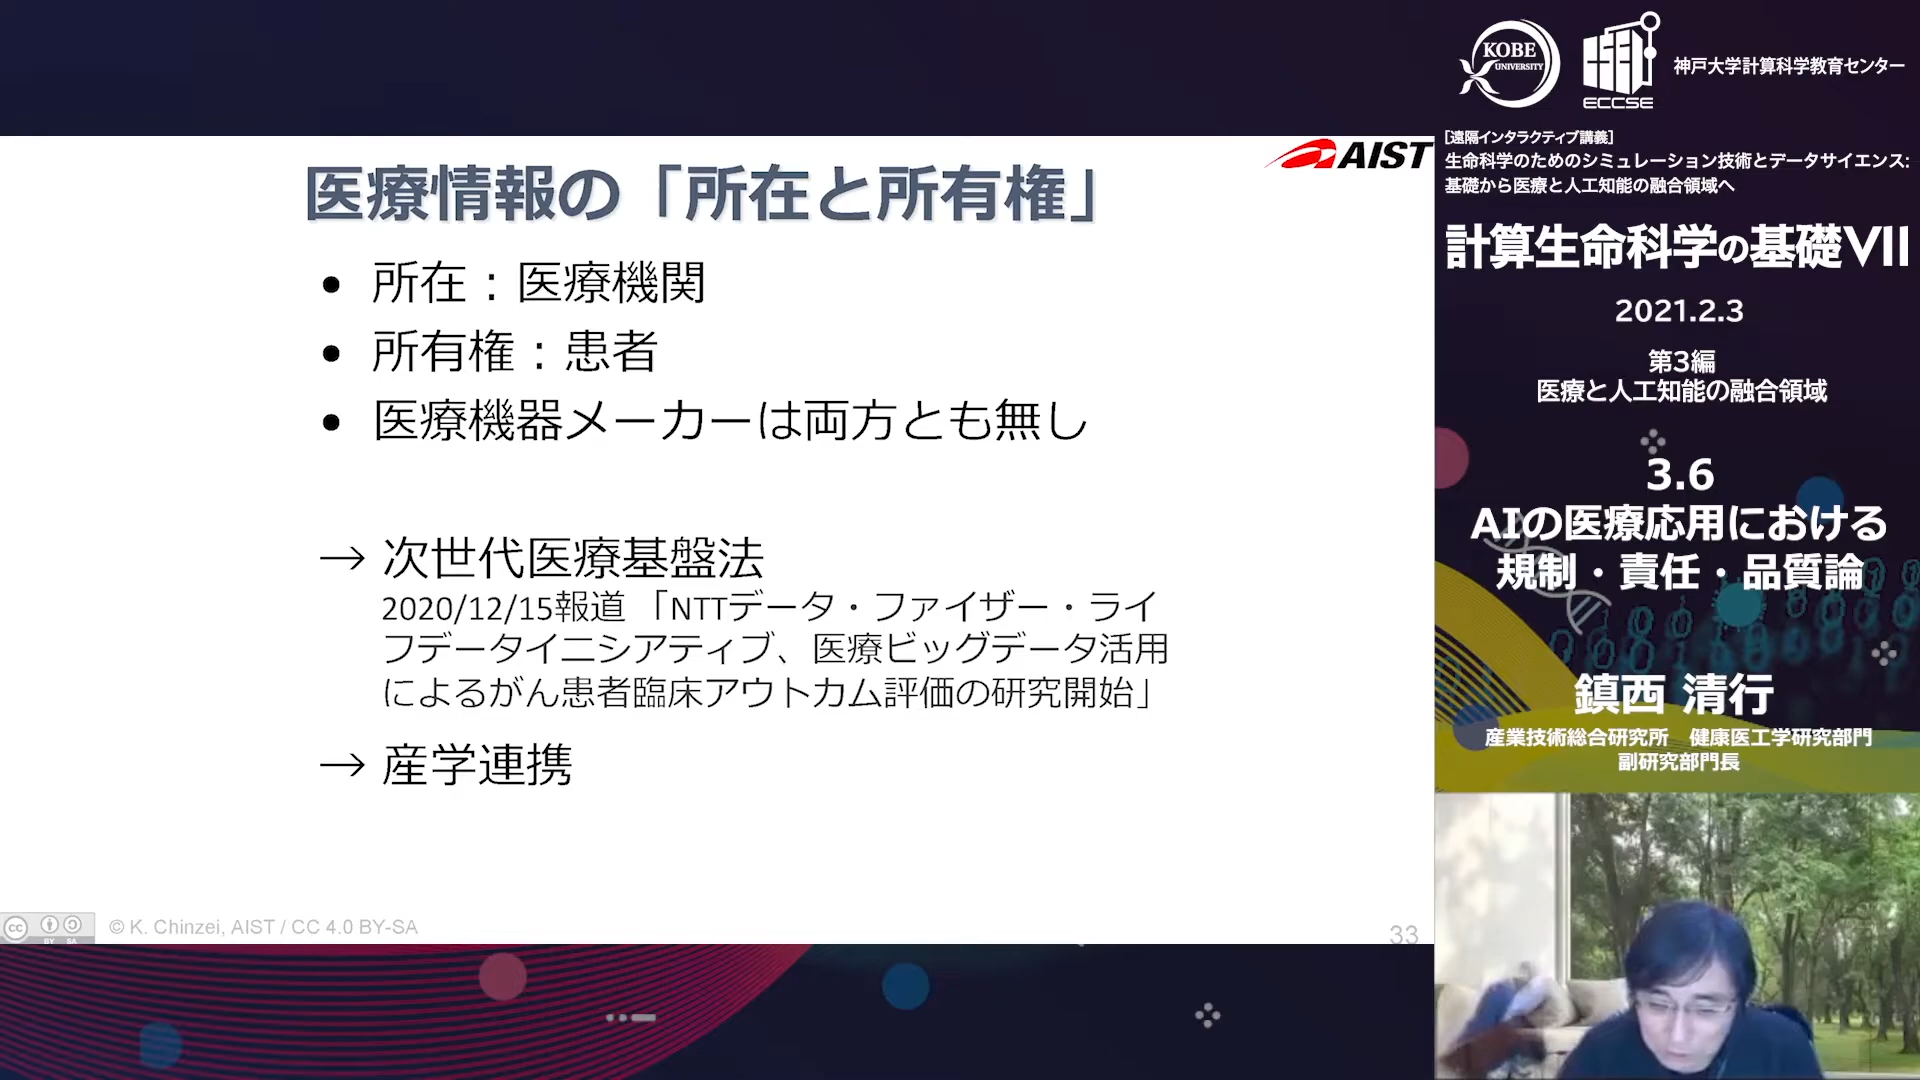 医療情報の「所在と所有権」
AIST
• 所在：医療機関
• 所有権：患者
• 医療機器メーカーは両方とも無し
→ 次世代医療基盤法
2020/12/15報道 「NTTデータ・ファイザー・ライ
フデータイニシアティブ、医療ビッグデータ活用
によるがん患者臨床アウトカム評価の研究開始」
→ 産学連携
cc BY SA
© K. Chinzei, AIST / CC 4.0 BY-SA
33
KOBE
UNIVERSITY
ECCSE
神戸大学計算科学教育センター
［遠隔インタラクティブ講義］
生命科学のためのシミュレーション技術とデータサイエンス:
基礎から医療と人工知能の融合領域へ
計算生命科学の基礎VII
2021.2.3
第3編
医療と人工知能の融合領域
3.6
AIの医療応用における
規制・責任・品質論
鎮西 清行
産業技術総合研究所　健康医工学研究部門
副研究部門長